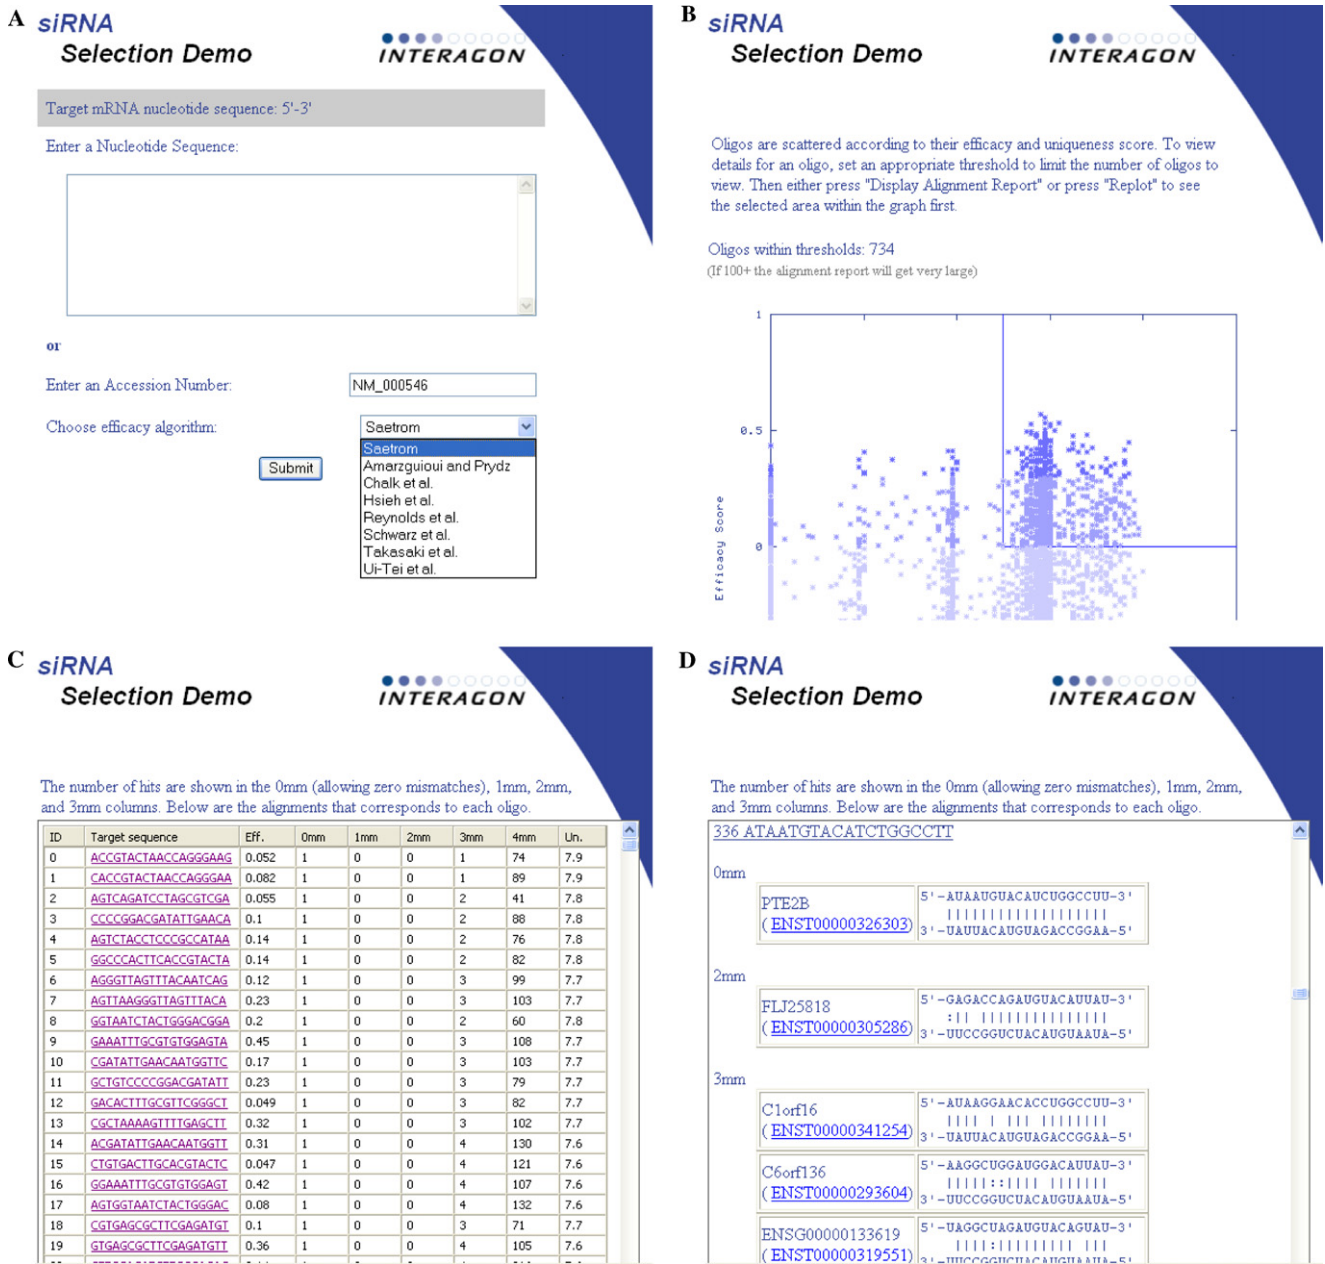 A
siRNA
Selection Demo
INTERAGON
Target mRNA nucleotide sequence: 5'-3'
Enter a Nucleotide Sequence:
or
Enter an Accession Number:
NM_000546
Choose efficacy algorithm:
Saetrom
Saetrom
Amarzguioui and Prydz
Chalk et al.
Hsieh et al.
Reynolds et al.
Schwarz et al.
Takasaki et al.
Ui-Tei et al.
Submit
B
siRNA
Selection Demo
INTERAGON
Oligos are scattered according to their efficacy and uniqueness score. To view
details for an oligo, set an appropriate threshold to limit the number of oligos to
view. Then either press "Display Alignment Report" or press "Replot" to see
the selected area within the graph first.
Oligos within thresholds: 734
(If 100+ the alignment report will get very large)
1
0.5
0
Efficacy Score
C
siRNA
Selection Demo
INTERAGON
The number of hits are shown in the 0mm (allowing zero mismatches), 1mm, 2mm,
and 3mm columns. Below are the alignments that corresponds to each oligo.
ID Target sequence Eff. 0mm 1mm 2mm 3mm 4mm Un.
0 ACCGTACTAACCAGGGAAG 0.052 1 0 0 1 74 7.9
1 CACCGTACTAACCAGGGAA 0.082 1 0 0 1 89 7.9
2 AGTCAGATCCTAGCGTCGA 0.055 1 0 0 2 41 7.8
3 CCCCGGACGATATTGAACA 0.1 1 0 0 2 88 7.8
4 AGTCTACCTCCCGCCATAA 0.14 1 0 0 2 76 7.8
5 GGCCCACTTCACCGTACTA 0.14 1 0 0 2 82 7.8
6 AGGGTTAGTTTACAATCAG 0.12 1 0 0 3 99 7.7
7 AGTTAAGGGTTAGTTTACA 0.23 1 0 0 3 103 7.7
8 GGTAATCTACTGGGACGGA 0.2 1 0 0 2 60 7.8
9 GAAATTTGCGTGTGGAGTA 0.45 1 0 0 3 108 7.7
10 CGATATTGAACAATGGTTC 0.17 1 0 0 3 103 7.7
11 GCTGTCCCCGGACGATATT 0.23 1 0 0 3 79 7.7
12 GACACTTTGCGTTCGGGCT 0.049 1 0 0 3 82 7.7
13 CGCTAAAAGTTTTGAGCTT 0.32 1 0 0 3 102 7.7
14 ACGATATTGAACAATGGTT 0.31 1 0 0 4 130 7.6
15 CTGTGACTTGCACGTACTC 0.047 1 0 0 4 121 7.6
16 GGAAATTTGCGTGTGGAGT 0.42 1 0 0 4 107 7.6
17 AGTGGTAATCTACTGGGAC 0.08 1 0 0 4 132 7.6
18 CGTGAGCGCTTCGAGATGT 0.1 1 0 0 3 71 7.7
19 GTGAGCGCTTCGAGATGTT 0.36 1 0 0 4 105 7.6
D
siRNA
Selection Demo
INTERAGON
The number of hits are shown in the 0mm (allowing zero mismatches), 1mm, 2mm,
and 3mm columns. Below are the alignments that corresponds to each oligo.
336 ATAATGTACATCTGGCCTT
0mm
PTE2B
(ENST00000326303)
5'-AUAAUGUACAUCUGGCCUU-3'
|||||||||||||||||||
3'-UAUUACAUGUAGACCGGAA-5'
2mm
FLJ25818
(ENST00000305286)
5'-GAGACCAGAUGUACAUUAU-3'
:|| |||||||||||||||
3'-UUCCGGUCUACAUGUAAUA-5'
3mm
C1orf16
(ENST00000341254)
5'-AUAAGGAACACCUGGCCUU-3'
|||| | ||| ||||||||
3'-UAUUACAUGUAGACCGGAA-5'
C6orf136
(ENST00000293604)
5'-AAGGCUGGAUGGACAUUAU-3'
|||||::|||| |||||||
3'-UUCCGGUCUACAUGUAAUA-5'
ENSG00000133619
(ENST00000319551)
5'-UAGGCUAGAUGUACAGUAU-3'
||||:||||||||| |||
3'-UUCCGGUCUACAUGUAAUA-5'